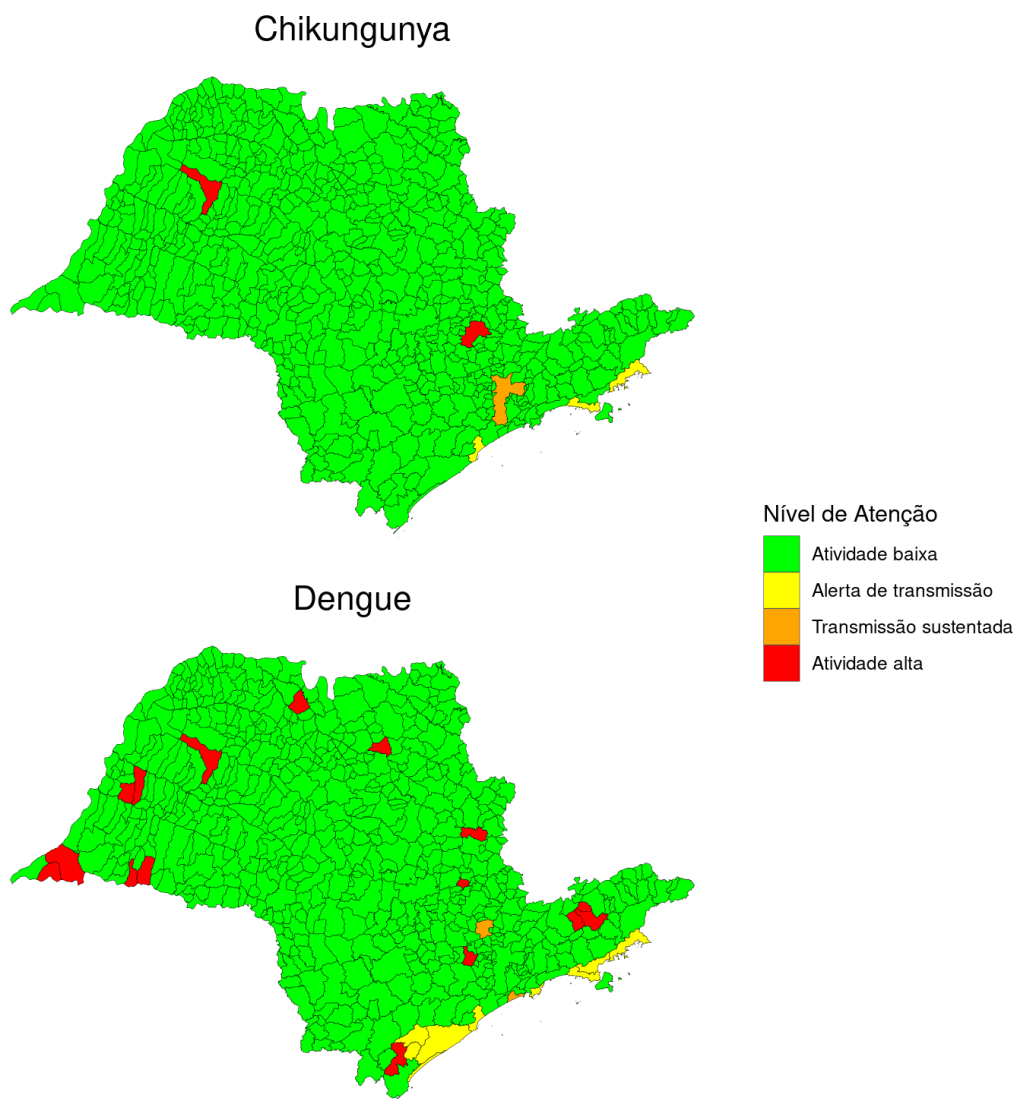 Chikungunya
Nível de Atenção
Atividade baixa
Alerta de transmissão
Transmissão sustentada
Atividade alta
Dengue